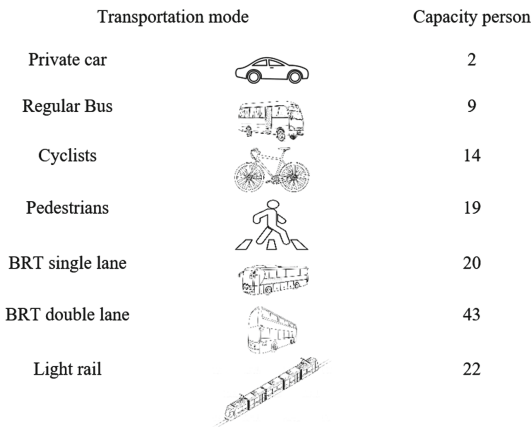 Transportation mode Capacity person
Private car 2
Regular Bus 9
Cyclists 14
Pedestrians 19
BRT single lane 20
BRT double lane 43
Light rail 22